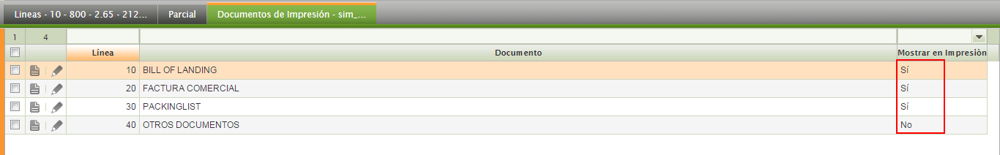 Lineas - 10 - 800 - 2.65 - 212... Parcial Documentos de Impresión - sim_...
1 4
Línea Documento Mostrar en Impresiòn
10 BILL OF LANDING Sí
20 FACTURA COMERCIAL Sí
30 PACKINGLIST Sí
40 OTROS DOCUMENTOS No